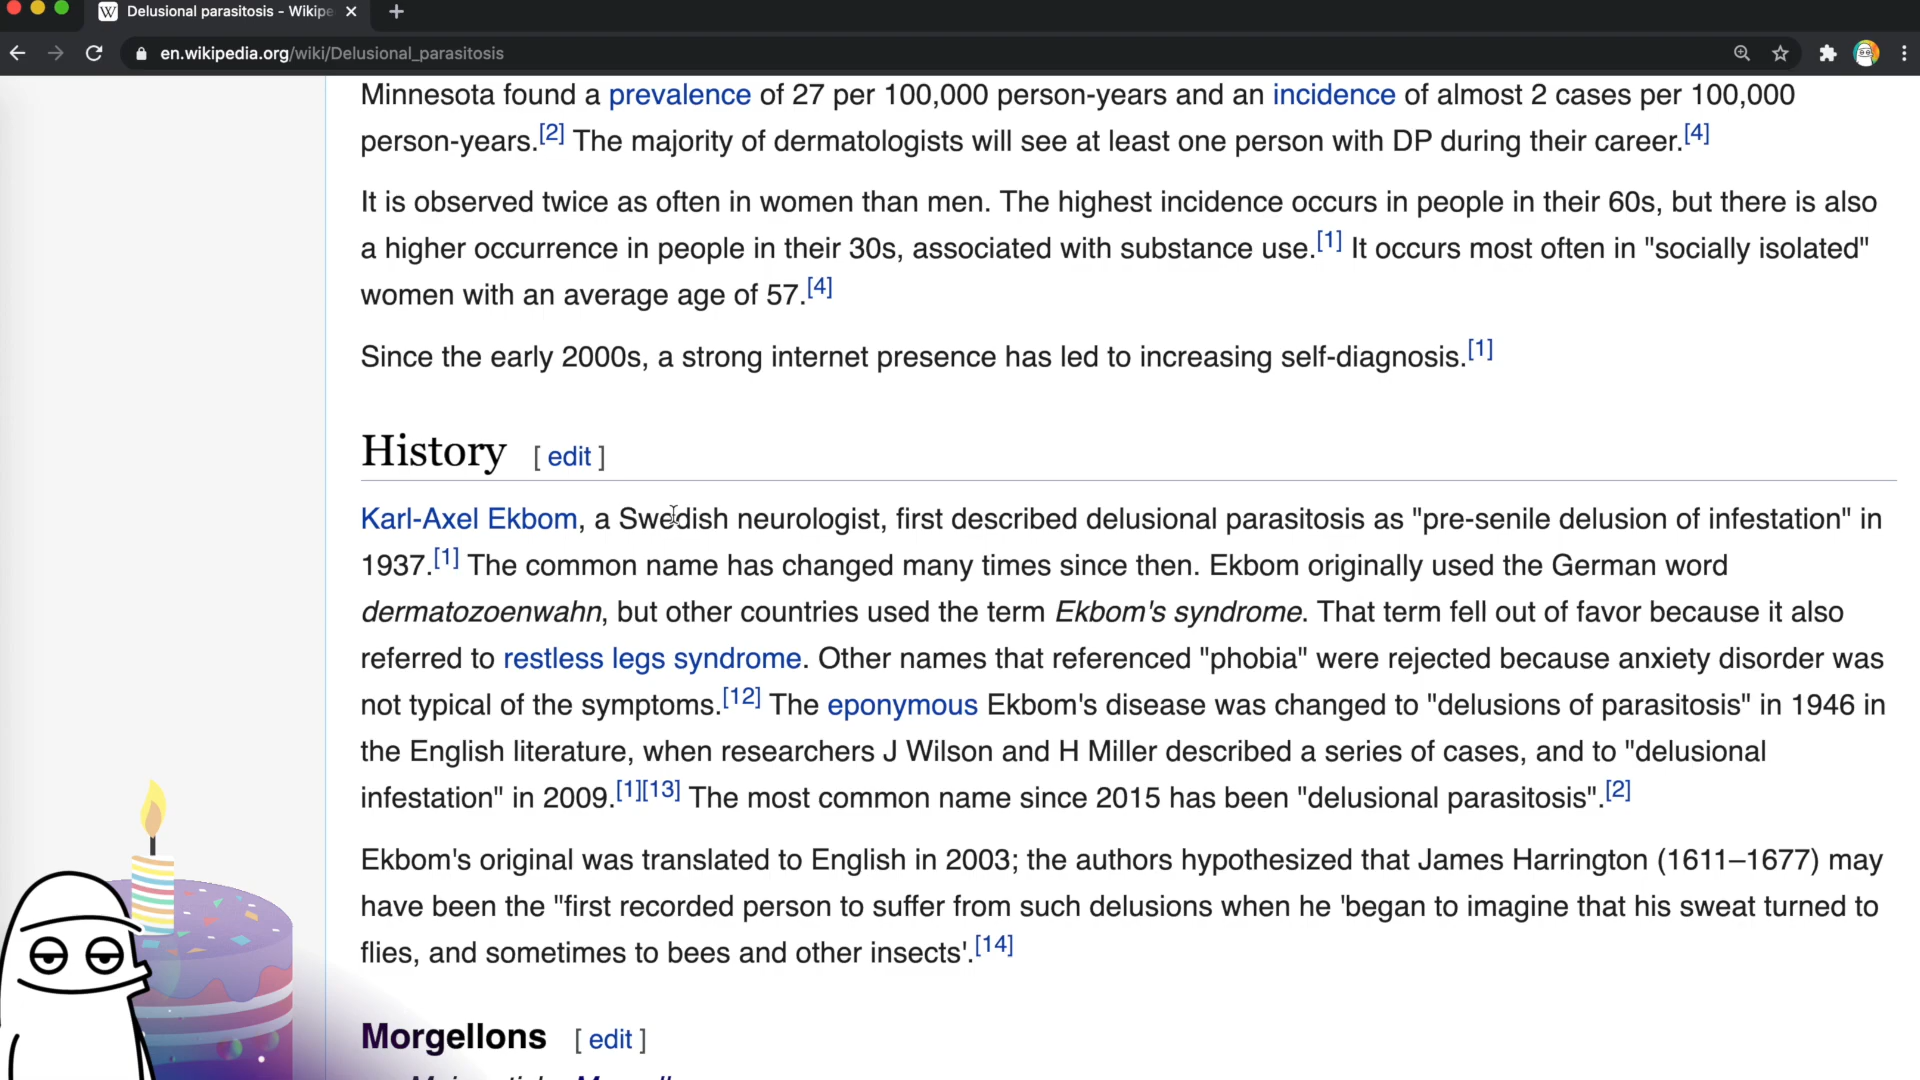 Delusional parasitosis - Wikipe
en.wikipedia.org/wiki/Delusional_parasitosis
Minnesota found a prevalence of 27 per 100,000 person-years and an incidence of almost 2 cases per 100,000
person-years.[2] The majority of dermatologists will see at least one person with DP during their career.[4]
It is observed twice as often in women than men. The highest incidence occurs in people in their 60s, but there is also
a higher occurrence in people in their 30s, associated with substance use.[1] It occurs most often in "socially isolated"
women with an average age of 57.[4]
Since the early 2000s, a strong internet presence has led to increasing self-diagnosis.[1]
History [ edit ]
Karl-Axel Ekbom, a Swedish neurologist, first described delusional parasitosis as "pre-senile delusion of infestation" in
1937.[1] The common name has changed many times since then. Ekbom originally used the German word
dermatozoenwahn, but other countries used the term Ekbom's syndrome. That term fell out of favor because it also
referred to restless legs syndrome. Other names that referenced "phobia" were rejected because anxiety disorder was
not typical of the symptoms.[12] The eponymous Ekbom's disease was changed to "delusions of parasitosis" in 1946 in
the English literature, when researchers J Wilson and H Miller described a series of cases, and to "delusional
infestation" in 2009.[1][13] The most common name since 2015 has been "delusional parasitosis".[2]
Ekbom's original was translated to English in 2003; the authors hypothesized that James Harrington (1611–1677) may
have been the "first recorded person to suffer from such delusions when he 'began to imagine that his sweat turned to
flies, and sometimes to bees and other insects'.[14]
Morgellons [ edit ]